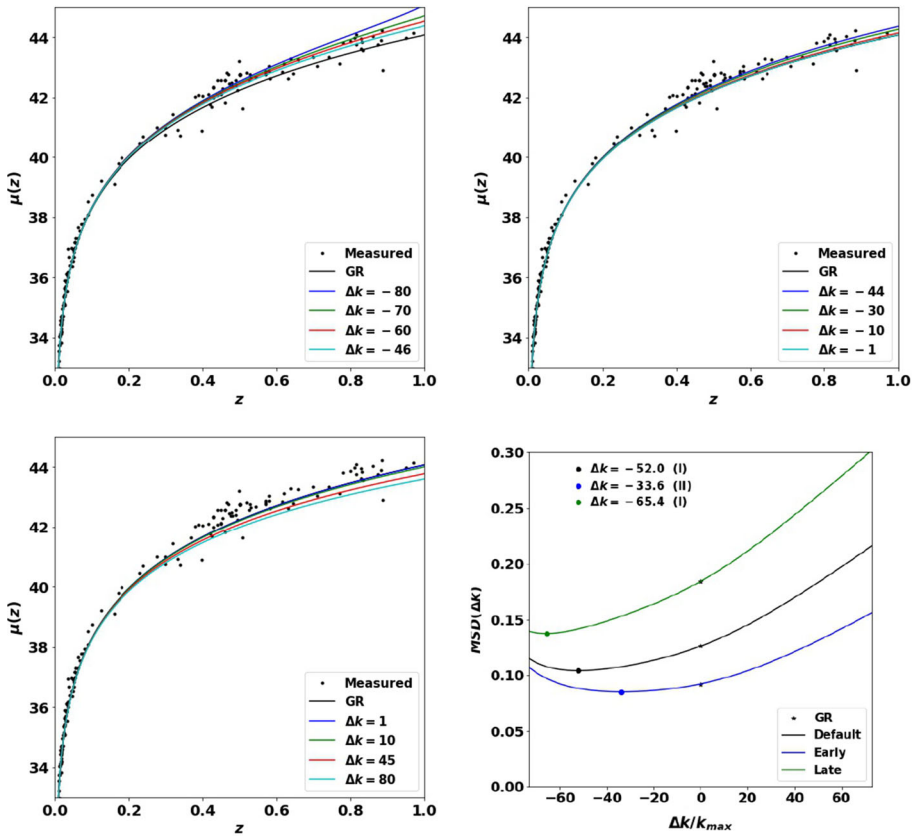 44
42
40
38
36
34
μ(z)
Measured
GR
Δk = −80
Δk = −70
Δk = −60
Δk = −46
0.0 0.2 0.4 0.6 0.8 1.0
z
44
42
40
38
36
34
μ(z)
Measured
GR
Δk = −44
Δk = −30
Δk = −10
Δk = −1
0.0 0.2 0.4 0.6 0.8 1.0
z
44
42
40
38
36
34
μ(z)
Measured
GR
Δk = 1
Δk = 10
Δk = 45
Δk = 80
0.0 0.2 0.4 0.6 0.8 1.0
z
0.30
0.25
0.20
0.15
0.10
0.05
0.00
MSD(Δk)
Δk = −52.0 (I)
Δk = −33.6 (II)
Δk = −65.4 (I)
GR
Default
Early
Late
−60 −40 −20 0 20 40 60
Δk/kmax